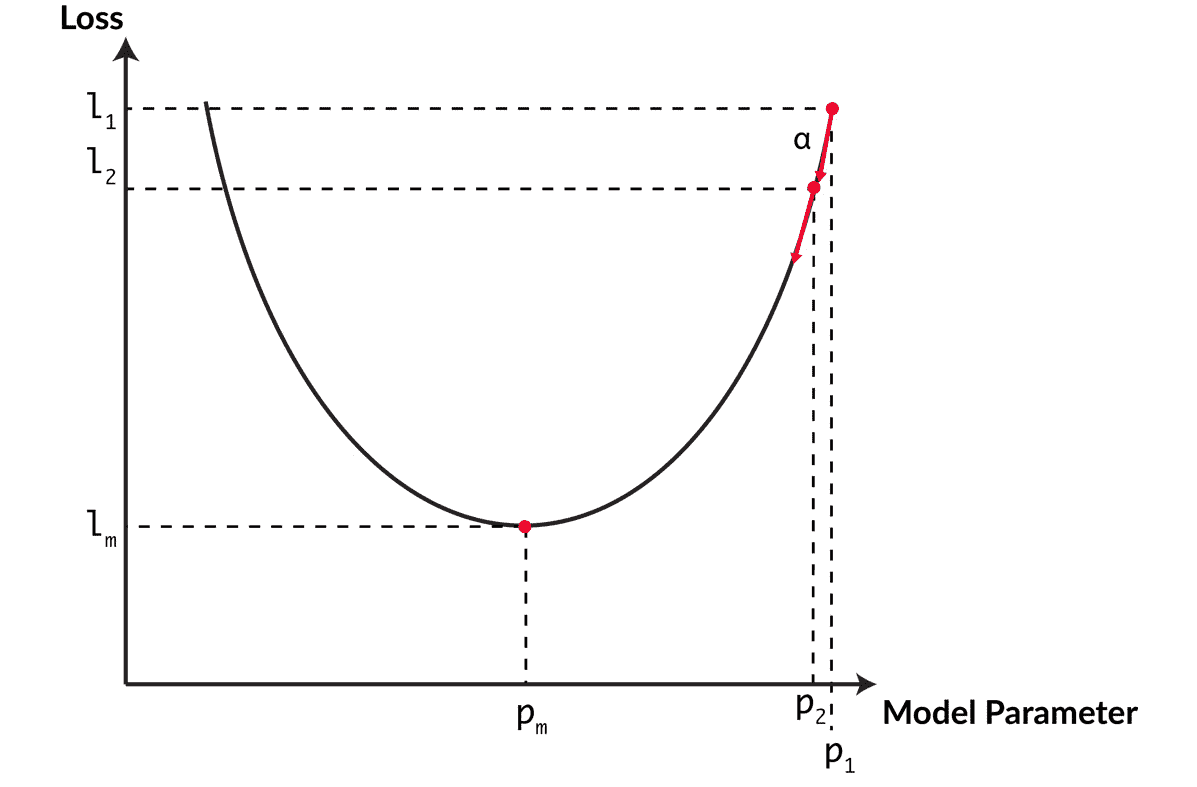 Loss
l₁
α
l₂
lₘ
pₘ
p₂
Model Parameter
p₁